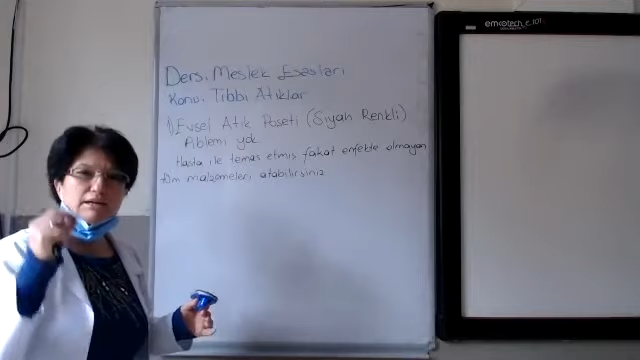 emkotech
Ders: Meslek Esasları
Konu: Tıbbi Atıklar
1) Evsel Atık Poşeti (Siyah Renkli)
Ablemi yok
Hasta ile temas etmiş fakat enfekte olmayan
tüm malzemeleri atabilirsiniz